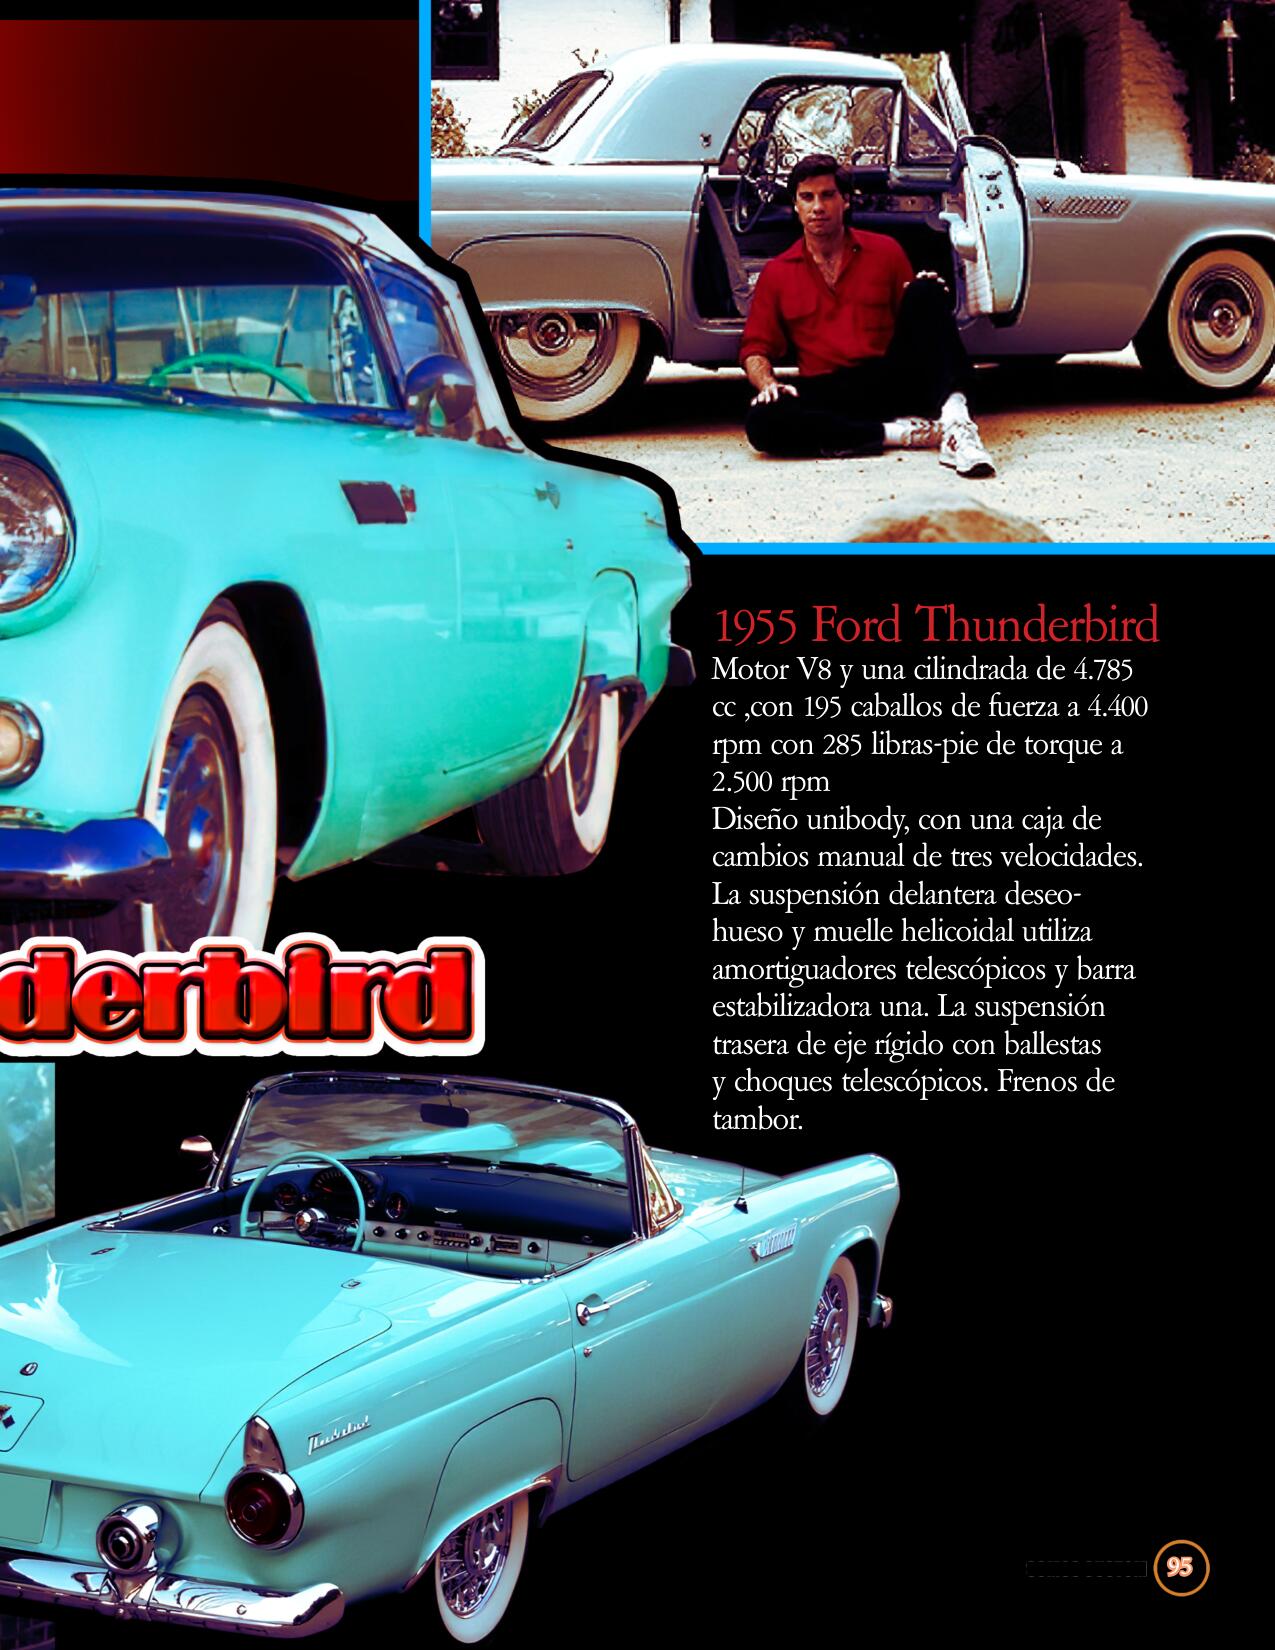 1955 Ford Thunderbird
Motor V8 y una cilindrada de 4.785
cc ,con 195 caballos de fuerza a 4.400
rpm con 285 libras-pie de torque a
2.500 rpm
Diseño unibody, con una caja de
cambios manual de tres velocidades.
La suspensión delantera deseo-
hueso y muelle helicoidal utiliza
amortiguadores telescópicos y barra
estabilizadora una. La suspensión
trasera de eje rígido con ballestas
y choques telescópicos. Frenos de
tambor.
derbird
Thunderbird
95